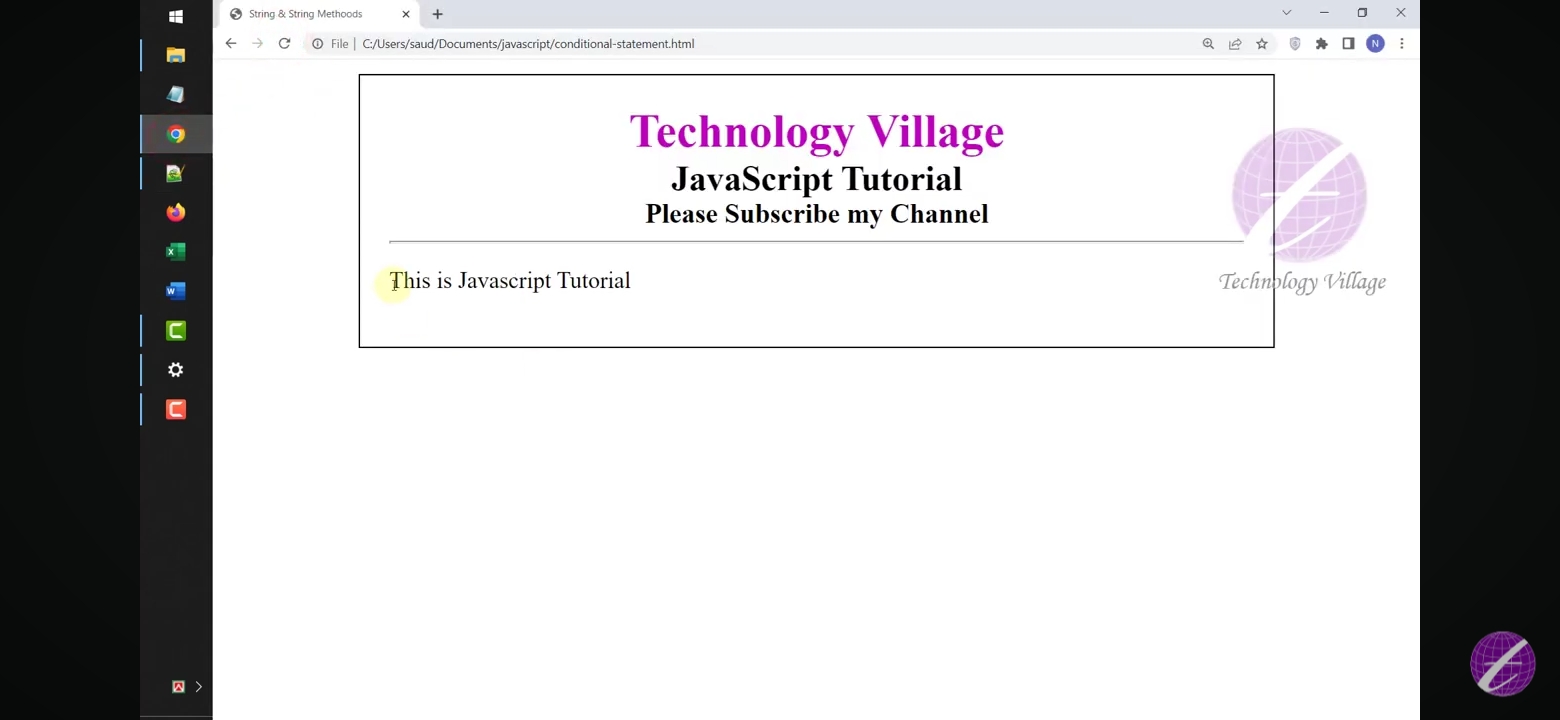 String & String Methoods
File
C:/Users/saud/Documents/javascript/conditional-statement.html
N
Technology Village
JavaScript Tutorial
Please Subscribe my Channel
This is Javascript Tutorial
Technology Village